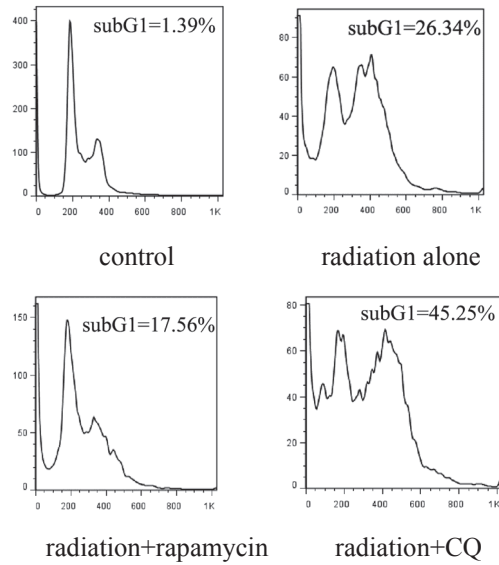 subG1=1.39%
400
300
200
100
0
0 200 400 600 800 1K
control
subG1=26.34%
80
60
40
20
0
0 200 400 600 800 1K
radiation alone
subG1=17.56%
150
100
50
0
0 200 400 600 800 1K
radiation+rapamycin
subG1=45.25%
80
60
40
20
0
0 200 400 600 800 1K
radiation+CQ